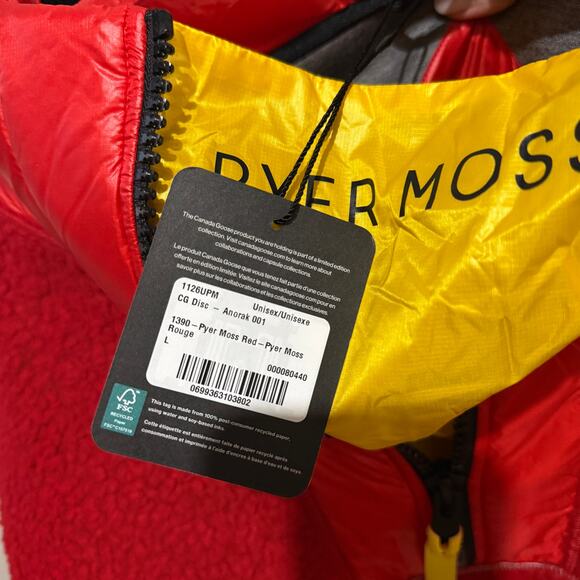 PYER MOSS
The Canada Goose product you are holding is part of a limited edition
collection. Visit canadagoose.com to learn more about
collaborations and capsule collections.
Le produit Canada Goose que vous tenez fait partie d'une collection
offerte en édition limitée. Visitez le site canadagoose.com pour en
savoir plus sur les collaborations et les collections exclusives.
1126UPM Unisex/Unisexe
CG Disc - Anorak 001
1390-Pyer Moss Red-Pyer Moss
Rouge
L 000080440
0699363103802
FSC
RECYCLED
Paper
This tag is made from 100% post-consumer recycled paper,
using water and soy-based inks.
Cette étiquette est entièrement faite de papier recyclé après
consommation et imprimée à l'aide d'encres à base d'eau et de soya.